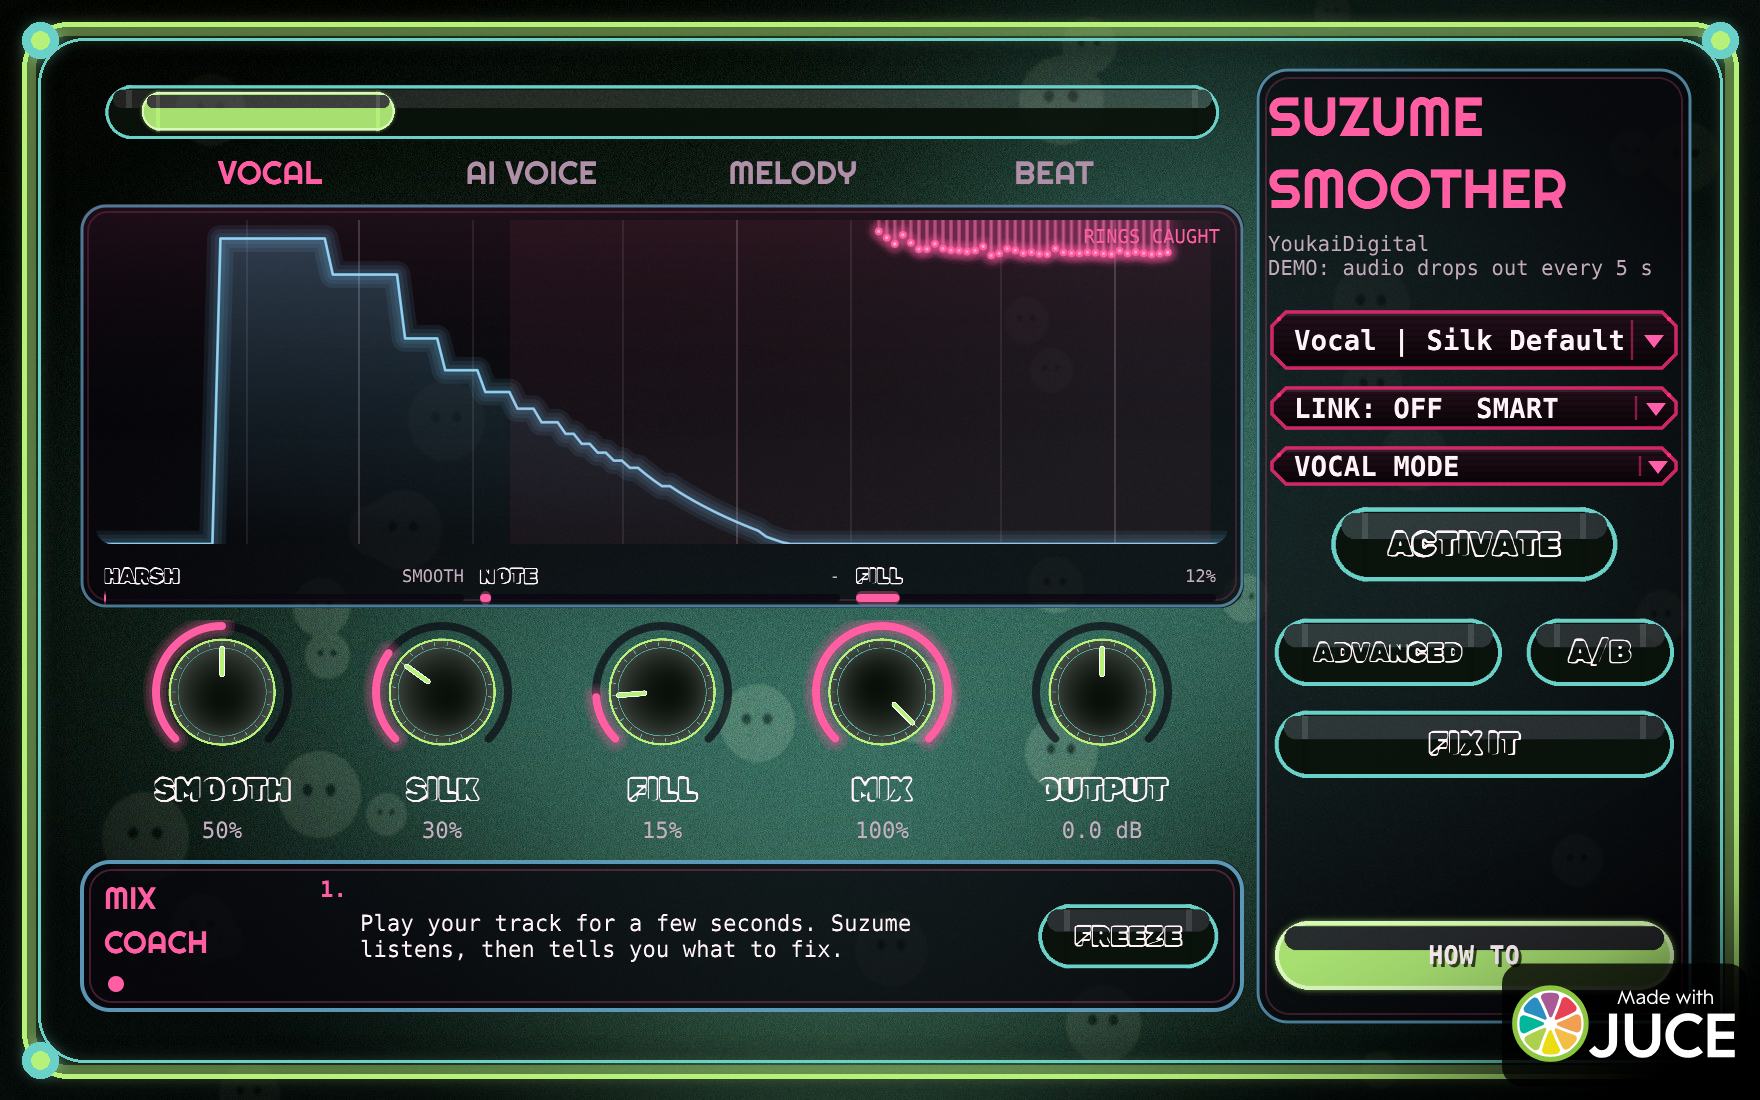 VOCAL
AI VOICE
MELODY
BEAT
RINGS CAUGHT
HARSH
SMOOTH
NOTE
-
FILL
12%
SMOOTH
SILK
FILL
MIX
OUTPUT
50%
30%
15%
100%
0.0 dB
MIX
COACH
1.
Play your track for a few seconds. Suzume
listens, then tells you what to fix.
FREEZE
SUZUME
SMOOTHER
YoukaiDigital
DEMO: audio drops out every 5 s
Vocal | Silk Default
LINK: OFF SMART
VOCAL MODE
ACTIVATE
ADVANCED
A/B
FIX IT
HOW TO
Made with
JUCE